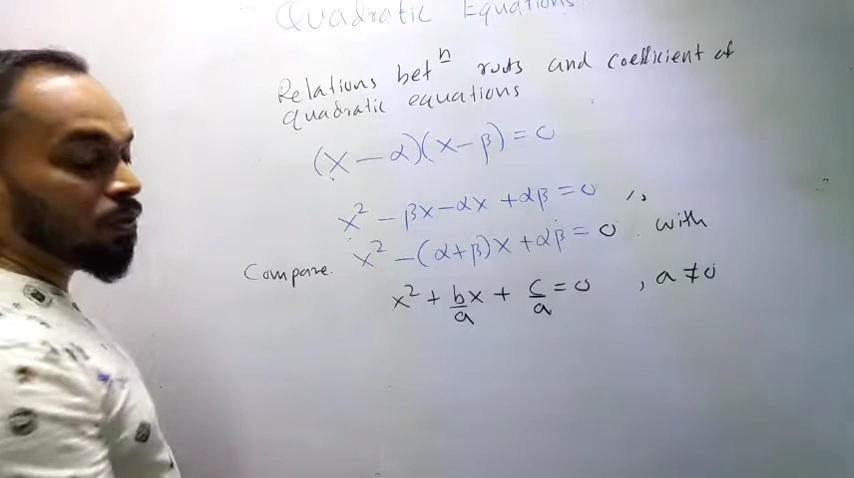 Quadratic Equations
Relations betⁿ roots and coefficient of
quadratic equations
(x - α)(x - β) = 0
x² - βx - αx + αβ = 0
Compare x² - (α+β)x + αβ = 0 with
x² + b/a x + c/a = 0 , a ≠ 0